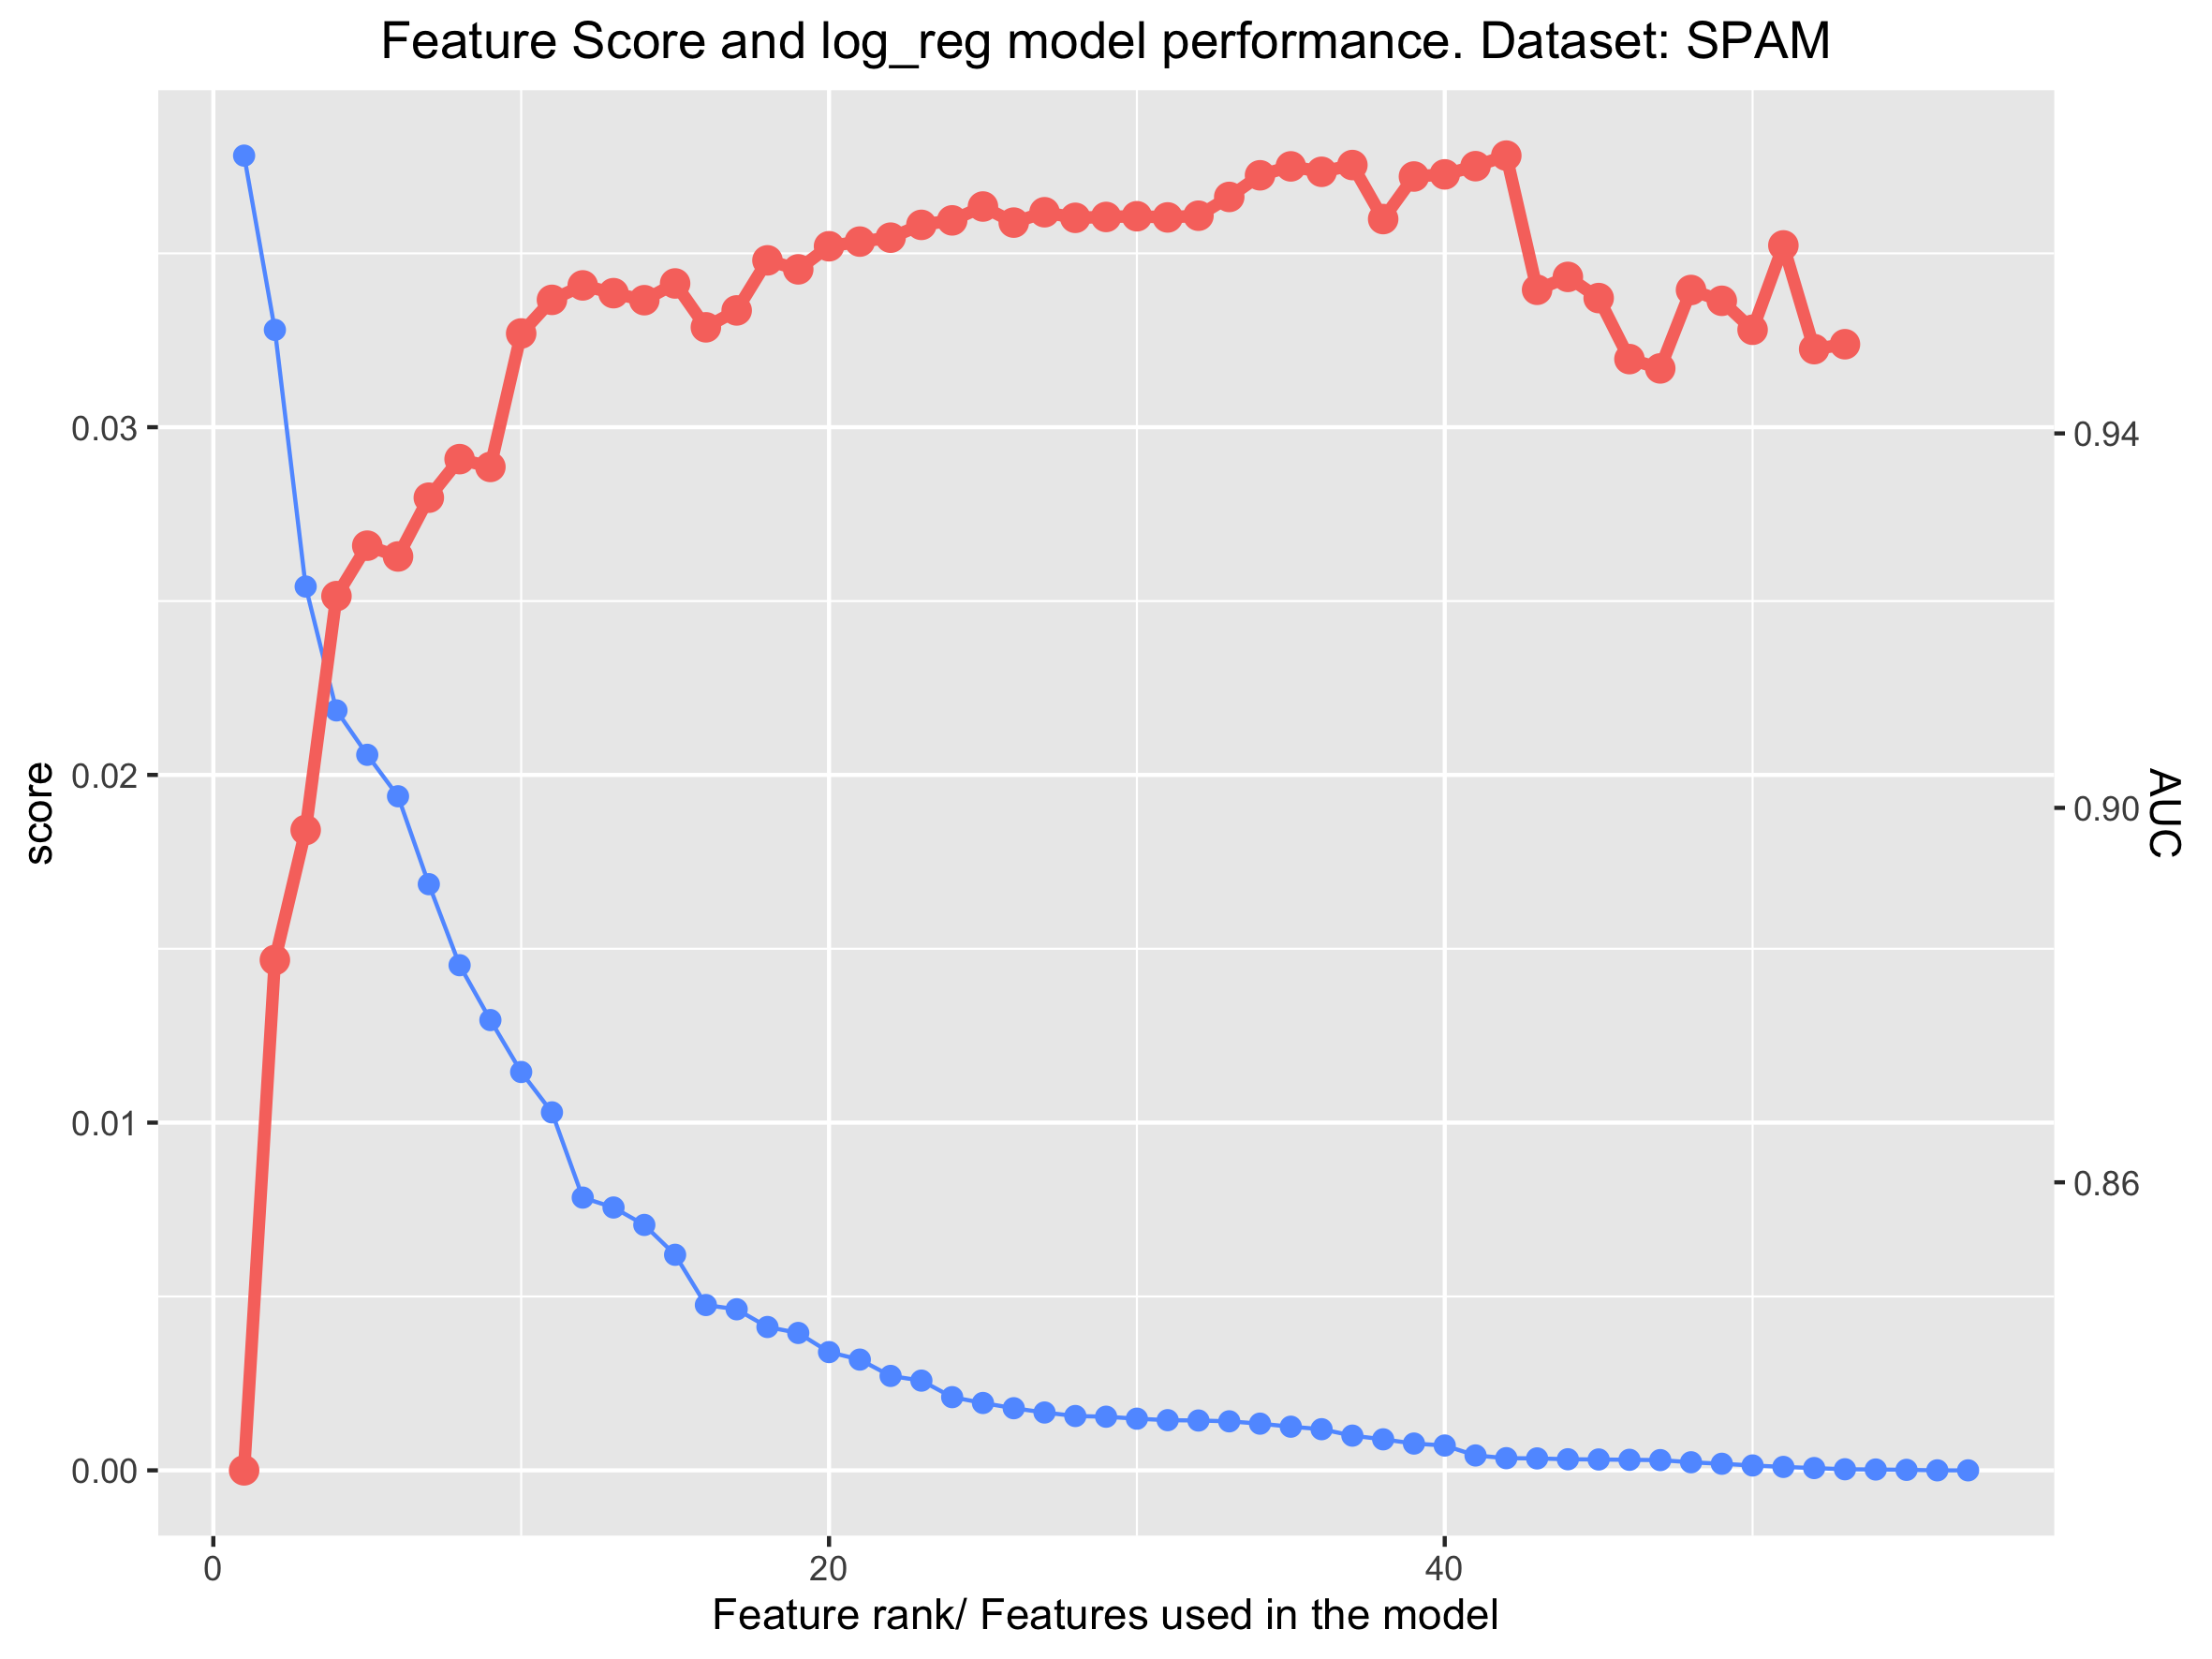 Feature Score and log_reg model performance. Dataset: SPAM
score
0.03
0.02
0.01
0.00
0.94
0.90
0.86
AUC
0
20
40
Feature rank/ Features used in the model